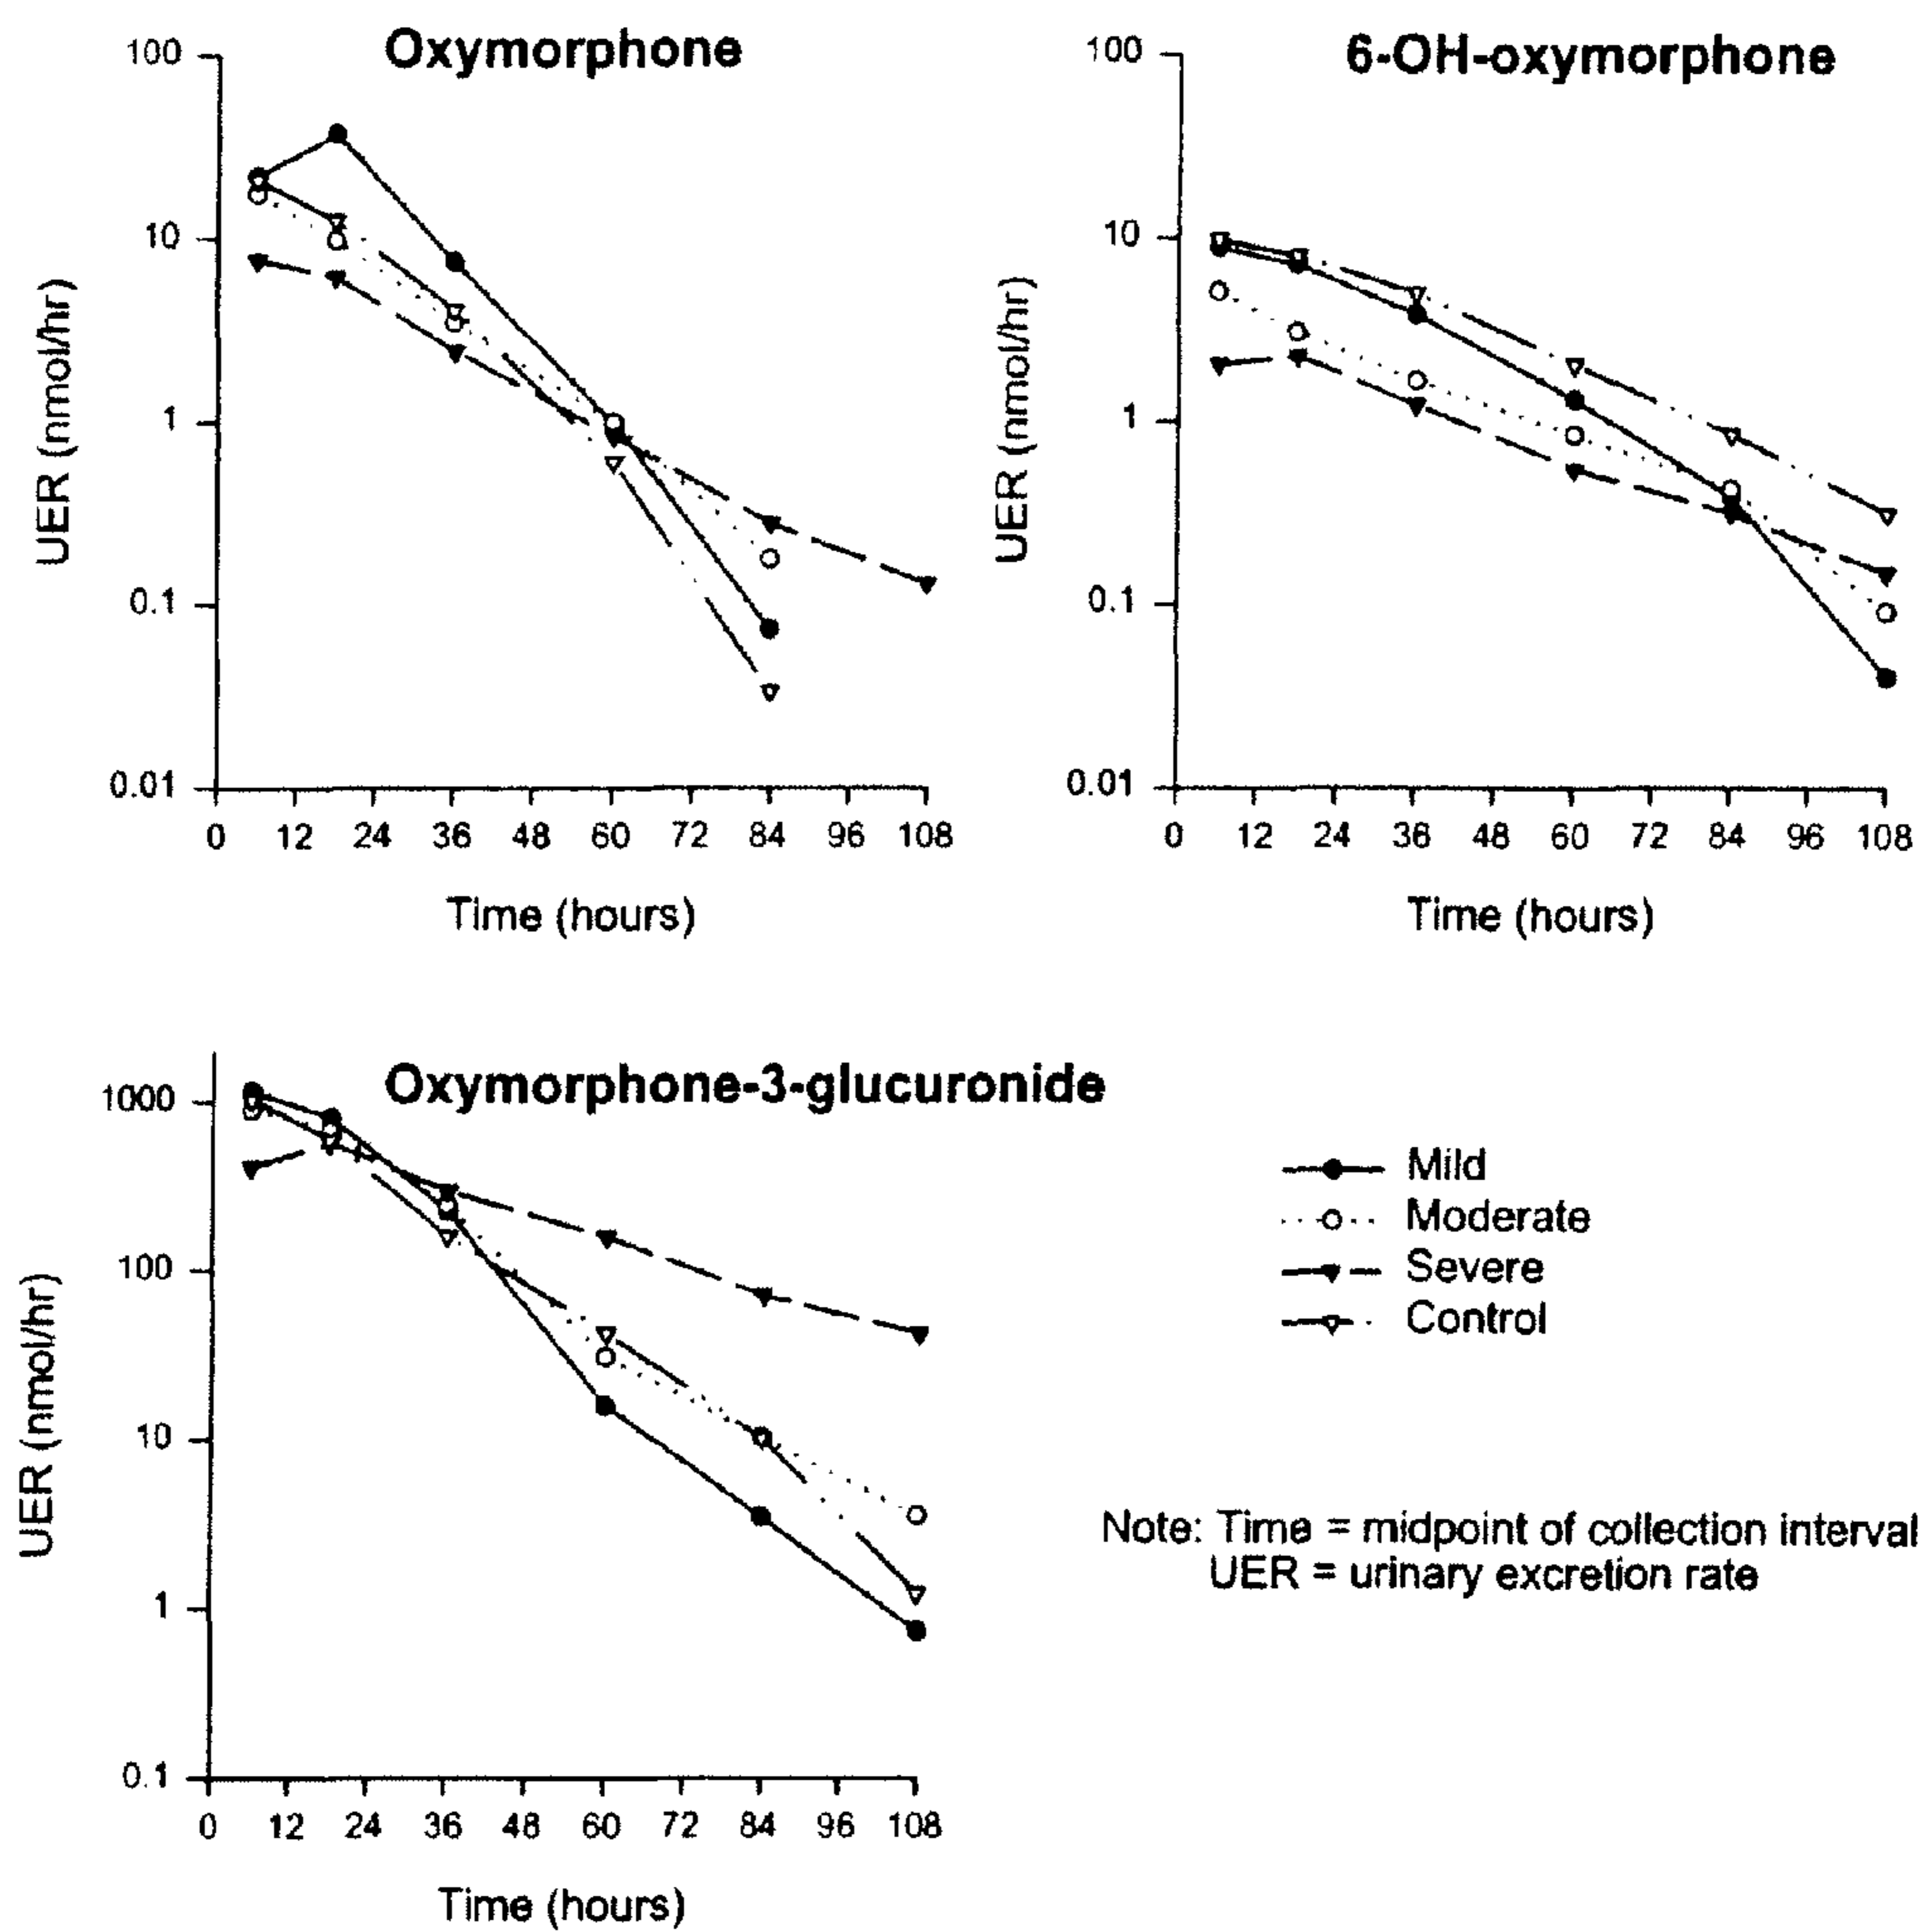 Oxymorphone
100
10
1
0.1
0.01
UER (nmol/hr)
0 12 24 36 48 60 72 84 96 108
Time (hours)
6-OH-oxymorphone
100
10
1
0.1
0.01
UER (nmol/hr)
0 12 24 36 48 60 72 84 96 108
Time (hours)
Oxymorphone-3-glucuronide
1000
100
10
1
0.1
UER (nmol/hr)
0 12 24 36 48 60 72 84 96 108
Time (hours)
Mild
Moderate
Severe
Control
Note: Time = midpoint of collection interval
UER = urinary excretion rate